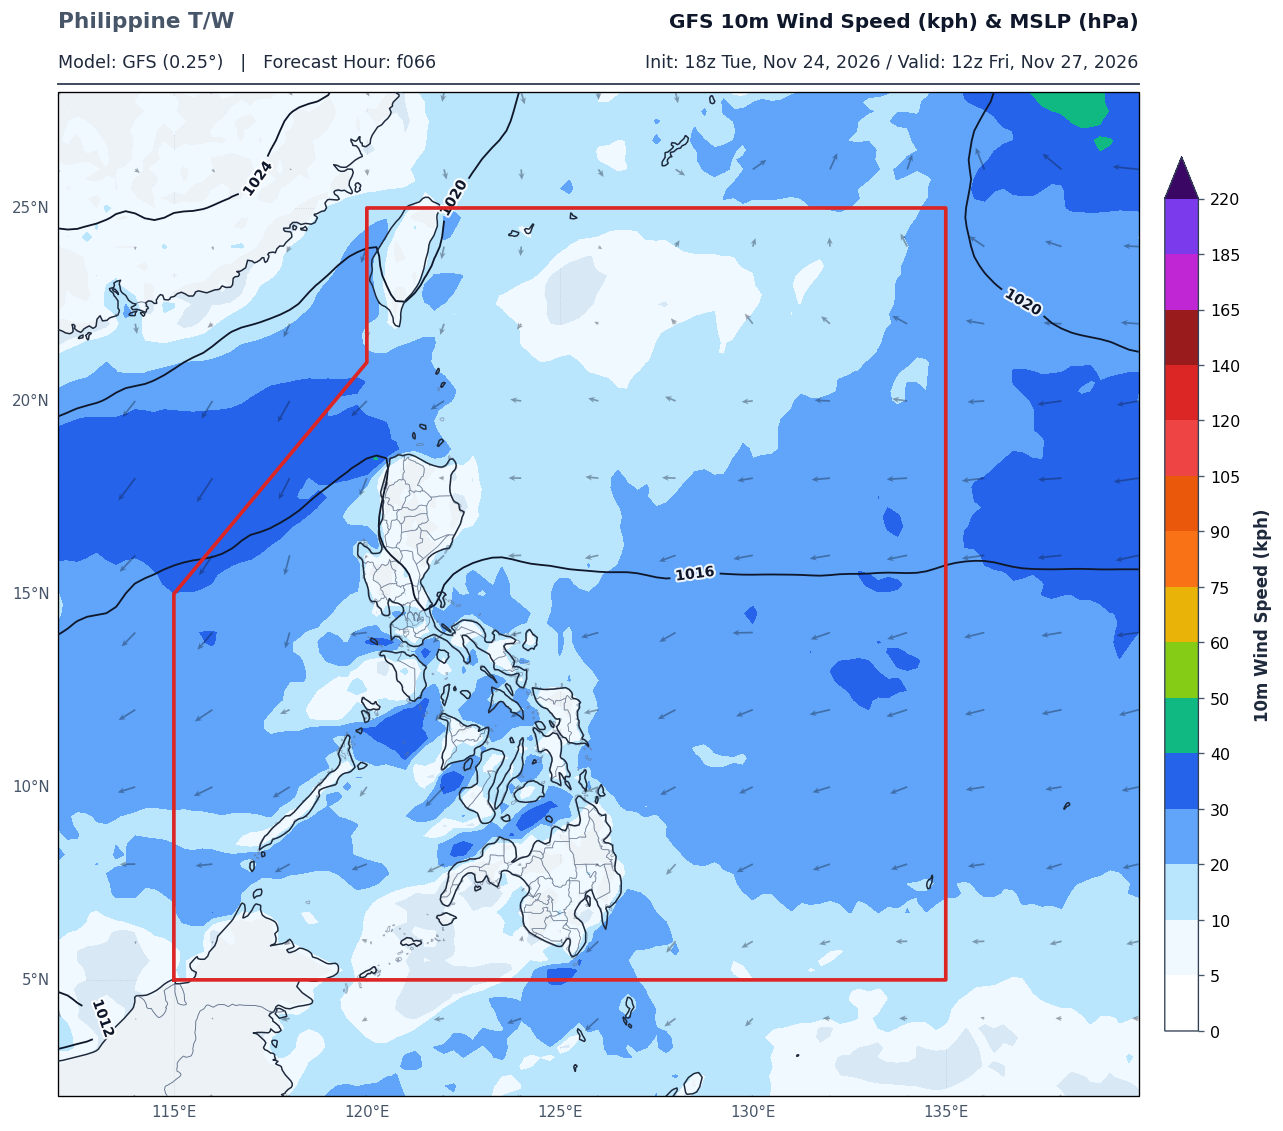 Philippine T/W
GFS 10m Wind Speed (kph) & MSLP (hPa)
Model: GFS (0.25°) | Forecast Hour: f066
Init: 18z Tue, Nov 24, 2026 / Valid: 12z Fri, Nov 27, 2026
1024
1020
1020
1016
1012
25°N
20°N
15°N
10°N
5°N
115°E
120°E
125°E
130°E
135°E
220
185
165
140
120
105
90
75
60
50
40
30
20
10
5
0
10m Wind Speed (kph)